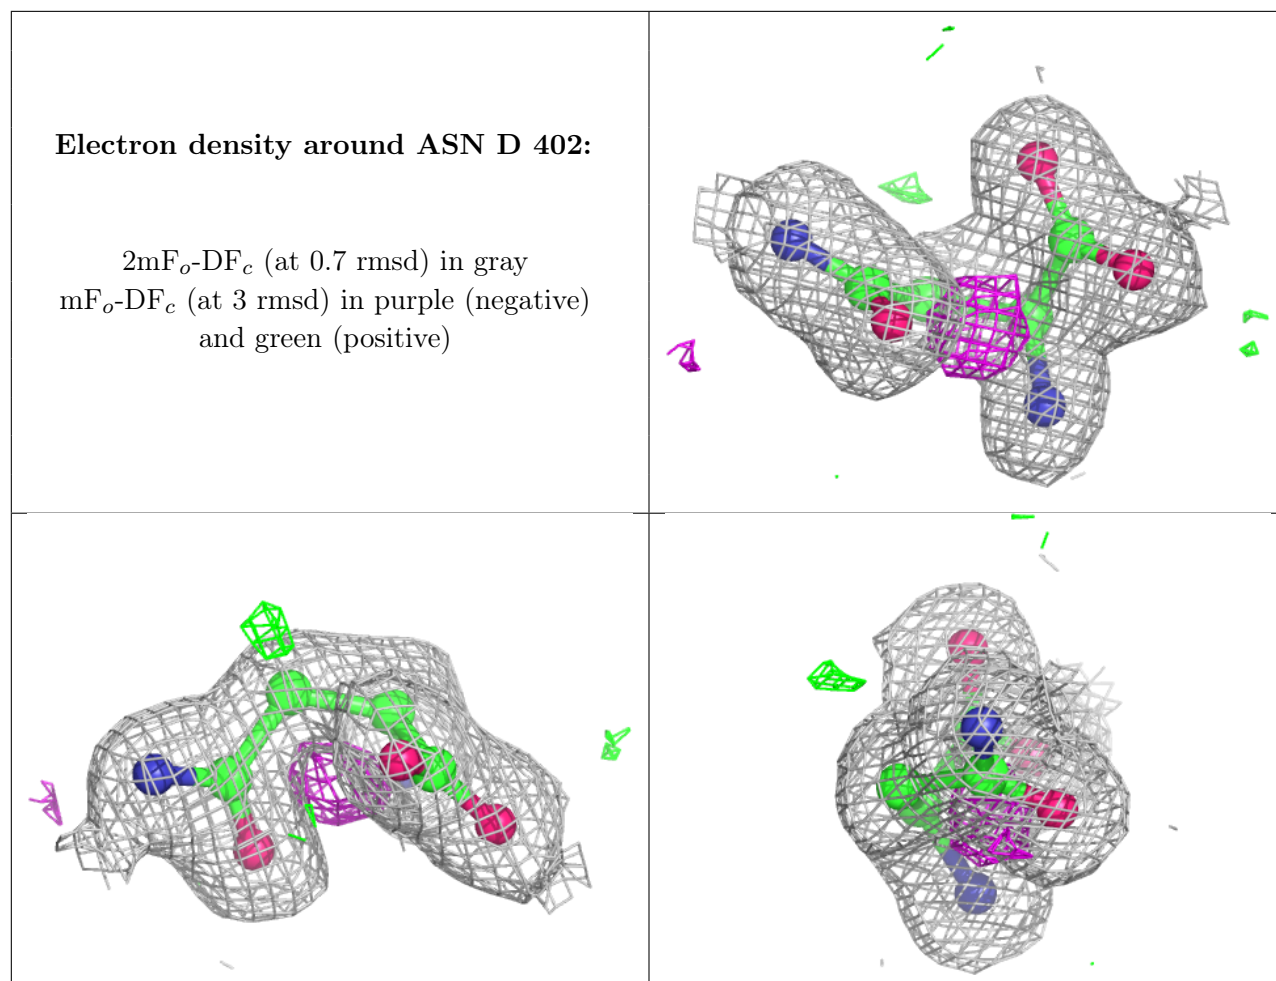 Electron density around ASN D 402:
2mFo-DFc (at 0.7 rmsd) in gray
mFo-DFc (at 3 rmsd) in purple (negative)
and green (positive)